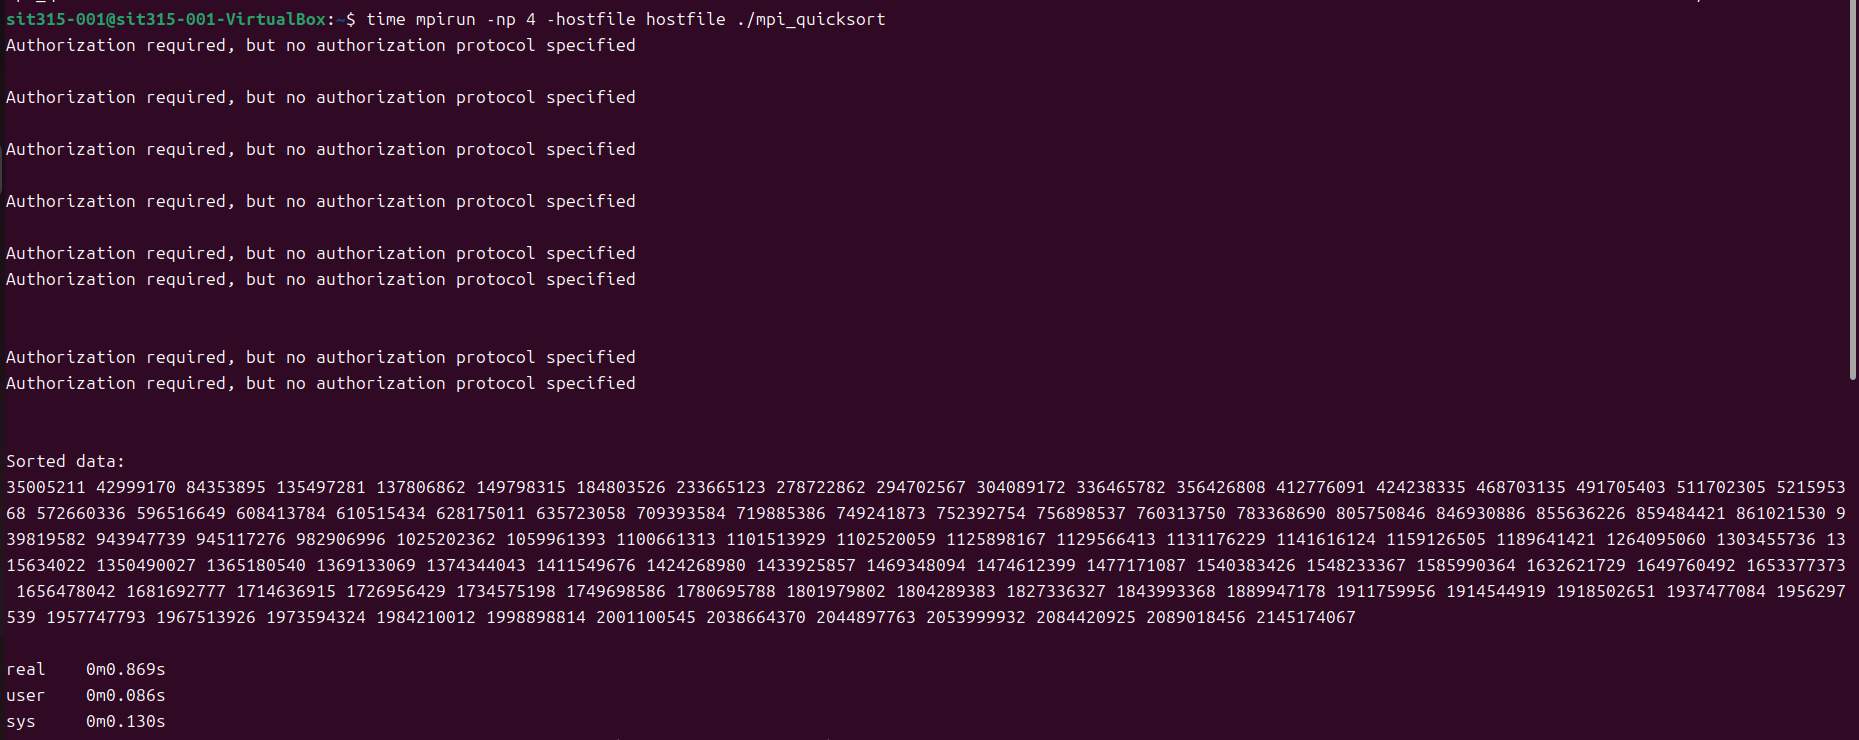 sit315-001@sit315-001-VirtualBox:~$ time mpirun -np 4 -hostfile hostfile ./mpi_quicksort
Authorization required, but no authorization protocol specified
Authorization required, but no authorization protocol specified
Authorization required, but no authorization protocol specified
Authorization required, but no authorization protocol specified
Authorization required, but no authorization protocol specified
Authorization required, but no authorization protocol specified
Authorization required, but no authorization protocol specified
Authorization required, but no authorization protocol specified
Sorted data:
35005211 42999170 84353895 135497281 137806862 149798315 184803526 233665123 278722862 294702567 304089172 336465782 356426808 412776091 424238335 468703135 491705403 511702305 5215953
68 572660336 596516649 608413784 610515434 628175011 635723058 709393584 719885386 749241873 752392754 756898537 760313750 783368690 805750846 846930886 855636226 859484421 861021530 9
39819582 943947739 945117276 982906996 1025202362 1059961393 1100661313 1101513929 1102520059 1125898167 1129566413 1131176229 1141616124 1159126505 1189641421 1264095060 1303455736 13
15634022 1350490027 1365180540 1369133069 1374344043 1411549676 1424268980 1433925857 1469348094 1474612399 1477171087 1540383426 1548233367 1585990364 1632621729 1649760492 1653377373
1656478042 1681692777 1714636915 1726956429 1734575198 1749698586 1780695788 1801979802 1804289383 1827336327 1843993368 1889947178 1911759956 1914544919 1918502651 1937477084 1956297
539 1957747793 1967513926 1973594324 1984210012 1998898814 2001100545 2038664370 2044897763 2053999932 2084420925 2089018456 2145174067
real 0m0.869s
user 0m0.086s
sys 0m0.130s